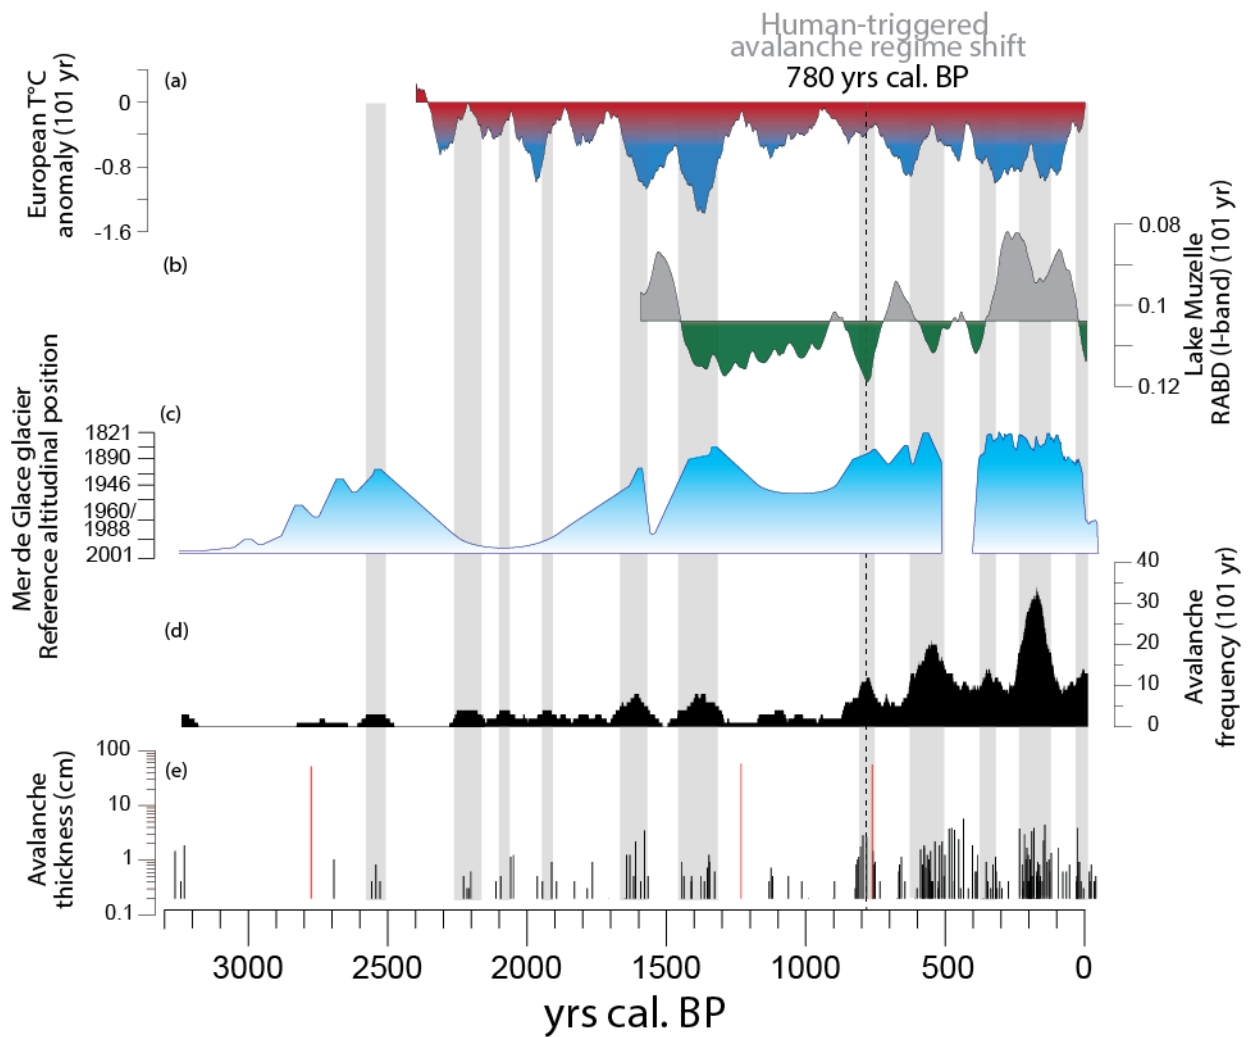 Human-triggered
avalanche regime shift
780 yrs cal. BP
European T°C
anomaly (101 yr)
(a)
0
-0.8
-1.6
(b)
0.08
0.1
0.12
Lake Muzelle
RABD (I-band) (101 yr)
Mer de Glace glacier
Reference altitudinal position
(c)
1821
1890
1946
1960/
1988
2001
(d)
40
30
20
10
0
Avalanche
frequency (101 yr)
Avalanche
thickness (cm)
(e)
100
10
1
0.1
3000 2500 2000 1500 1000 500 0
yrs cal. BP